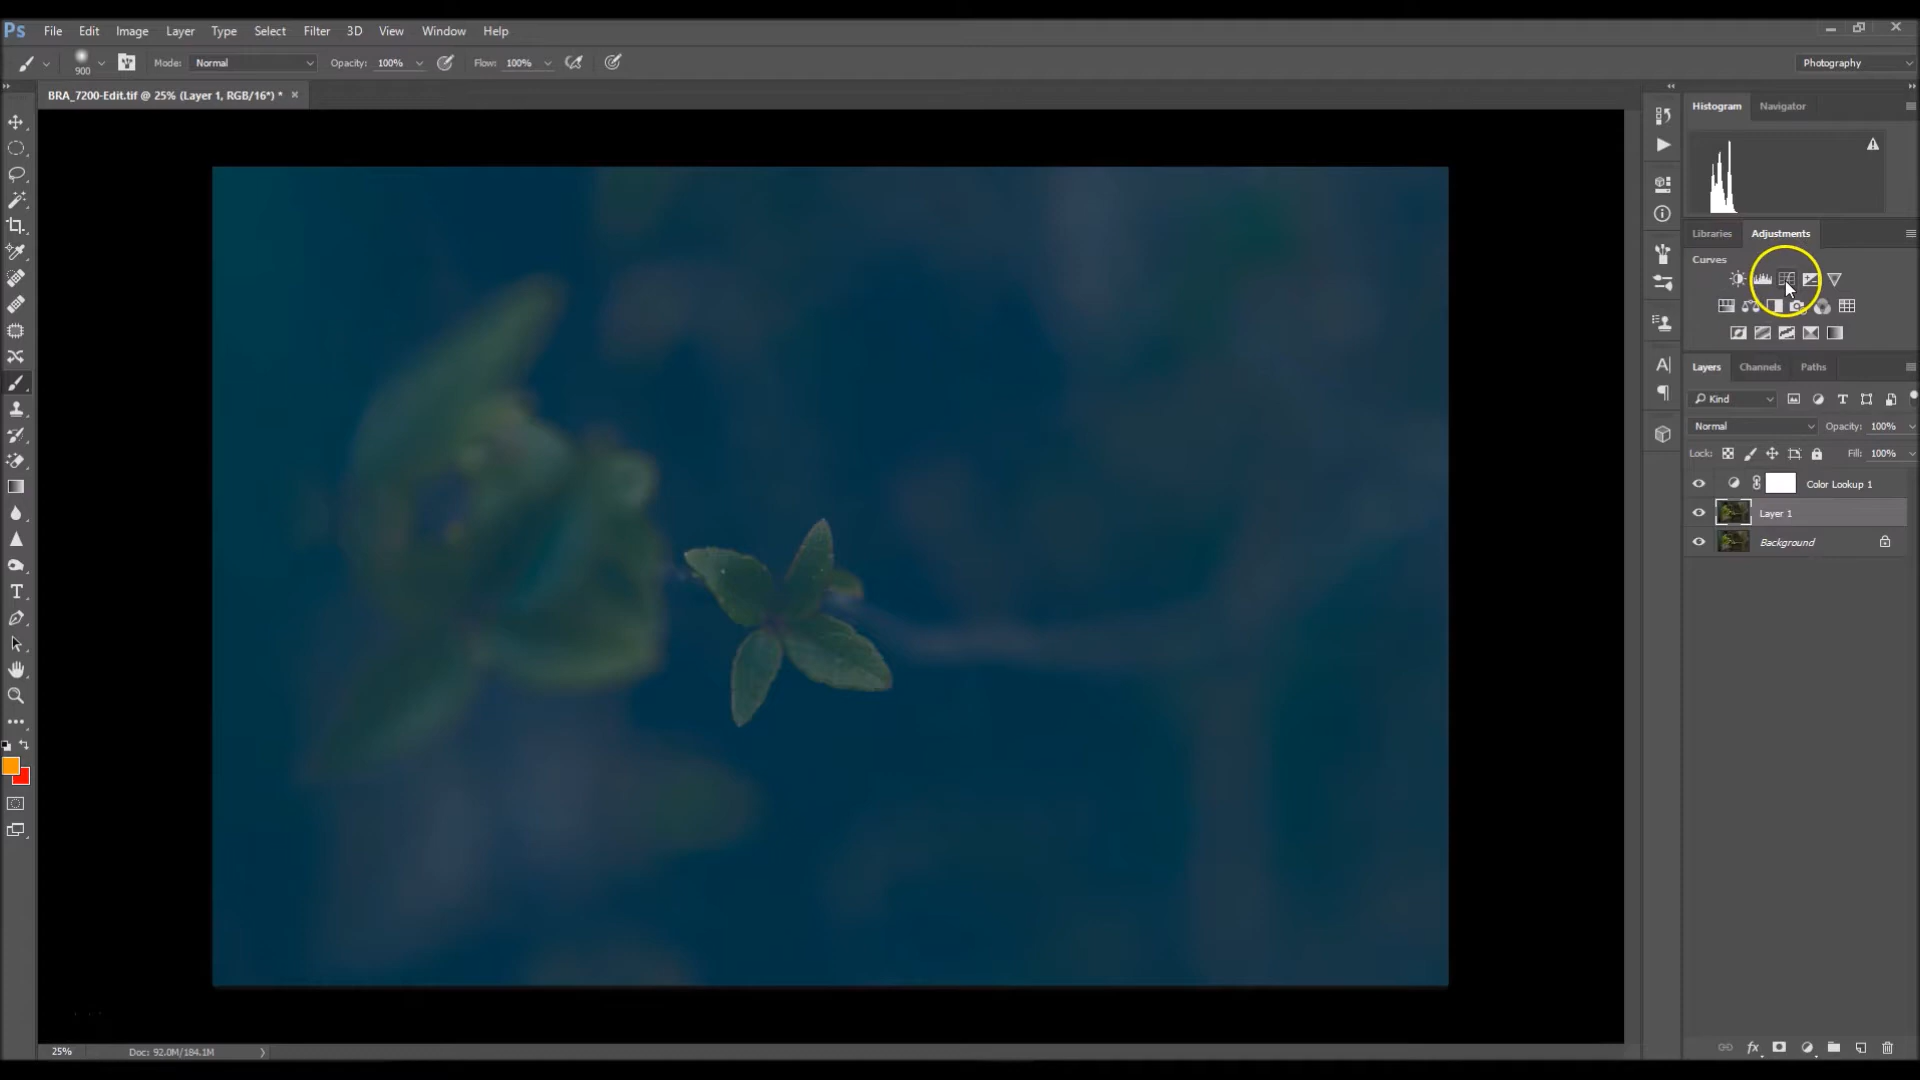 Ps File Edit Image Layer Type Select Filter 3D View Window Help
900 Mode: Normal Opacity: 100% Flow: 100% Photography
BRA_7200-Edit.tif @ 25% (Layer 1, RGB/16*) * ×
Histogram Navigator
Libraries Adjustments
Curves
Layers Channels Paths
Kind
Normal Opacity: 100%
Lock: Fill: 100%
Color Lookup 1
Layer 1
Background
25% Doc: 92.0M/184.1M